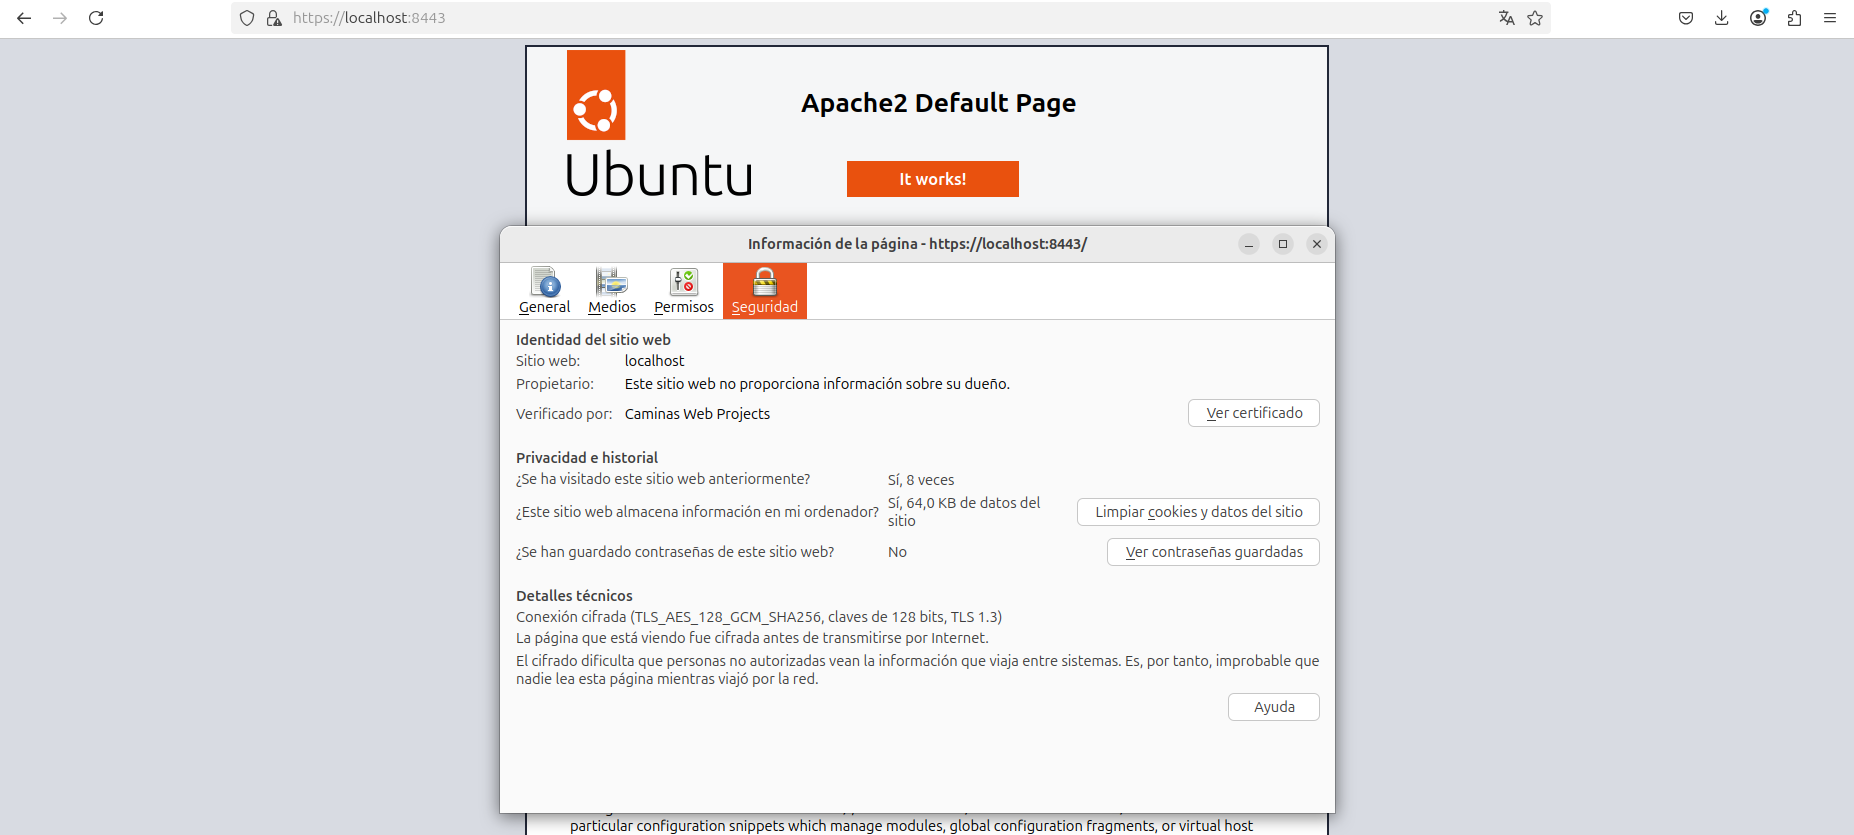 https://localhost:8443
Apache2 Default Page
Ubuntu
It works!
Información de la página - https://localhost:8443/
General Medios Permisos Seguridad
Identidad del sitio web
Sitio web: localhost
Propietario: Este sitio web no proporciona información sobre su dueño.
Verificado por: Caminas Web Projects Ver certificado
Privacidad e historial
¿Se ha visitado este sitio web anteriormente? Sí, 8 veces
¿Este sitio web almacena información en mi ordenador? Sí, 64,0 KB de datos del
sitio
Limpiar cookies y datos del sitio
¿Se han guardado contraseñas de este sitio web? No Ver contraseñas guardadas
Detalles técnicos
Conexión cifrada (TLS_AES_128_GCM_SHA256, claves de 128 bits, TLS 1.3)
La página que está viendo fue cifrada antes de transmitirse por Internet.
El cifrado dificulta que personas no autorizadas vean la información que viaja entre sistemas. Es, por tanto, improbable que
nadie lea esta página mientras viajó por la red.
Ayuda
particular configuration snippets which manage modules, global configuration fragments, or virtual host